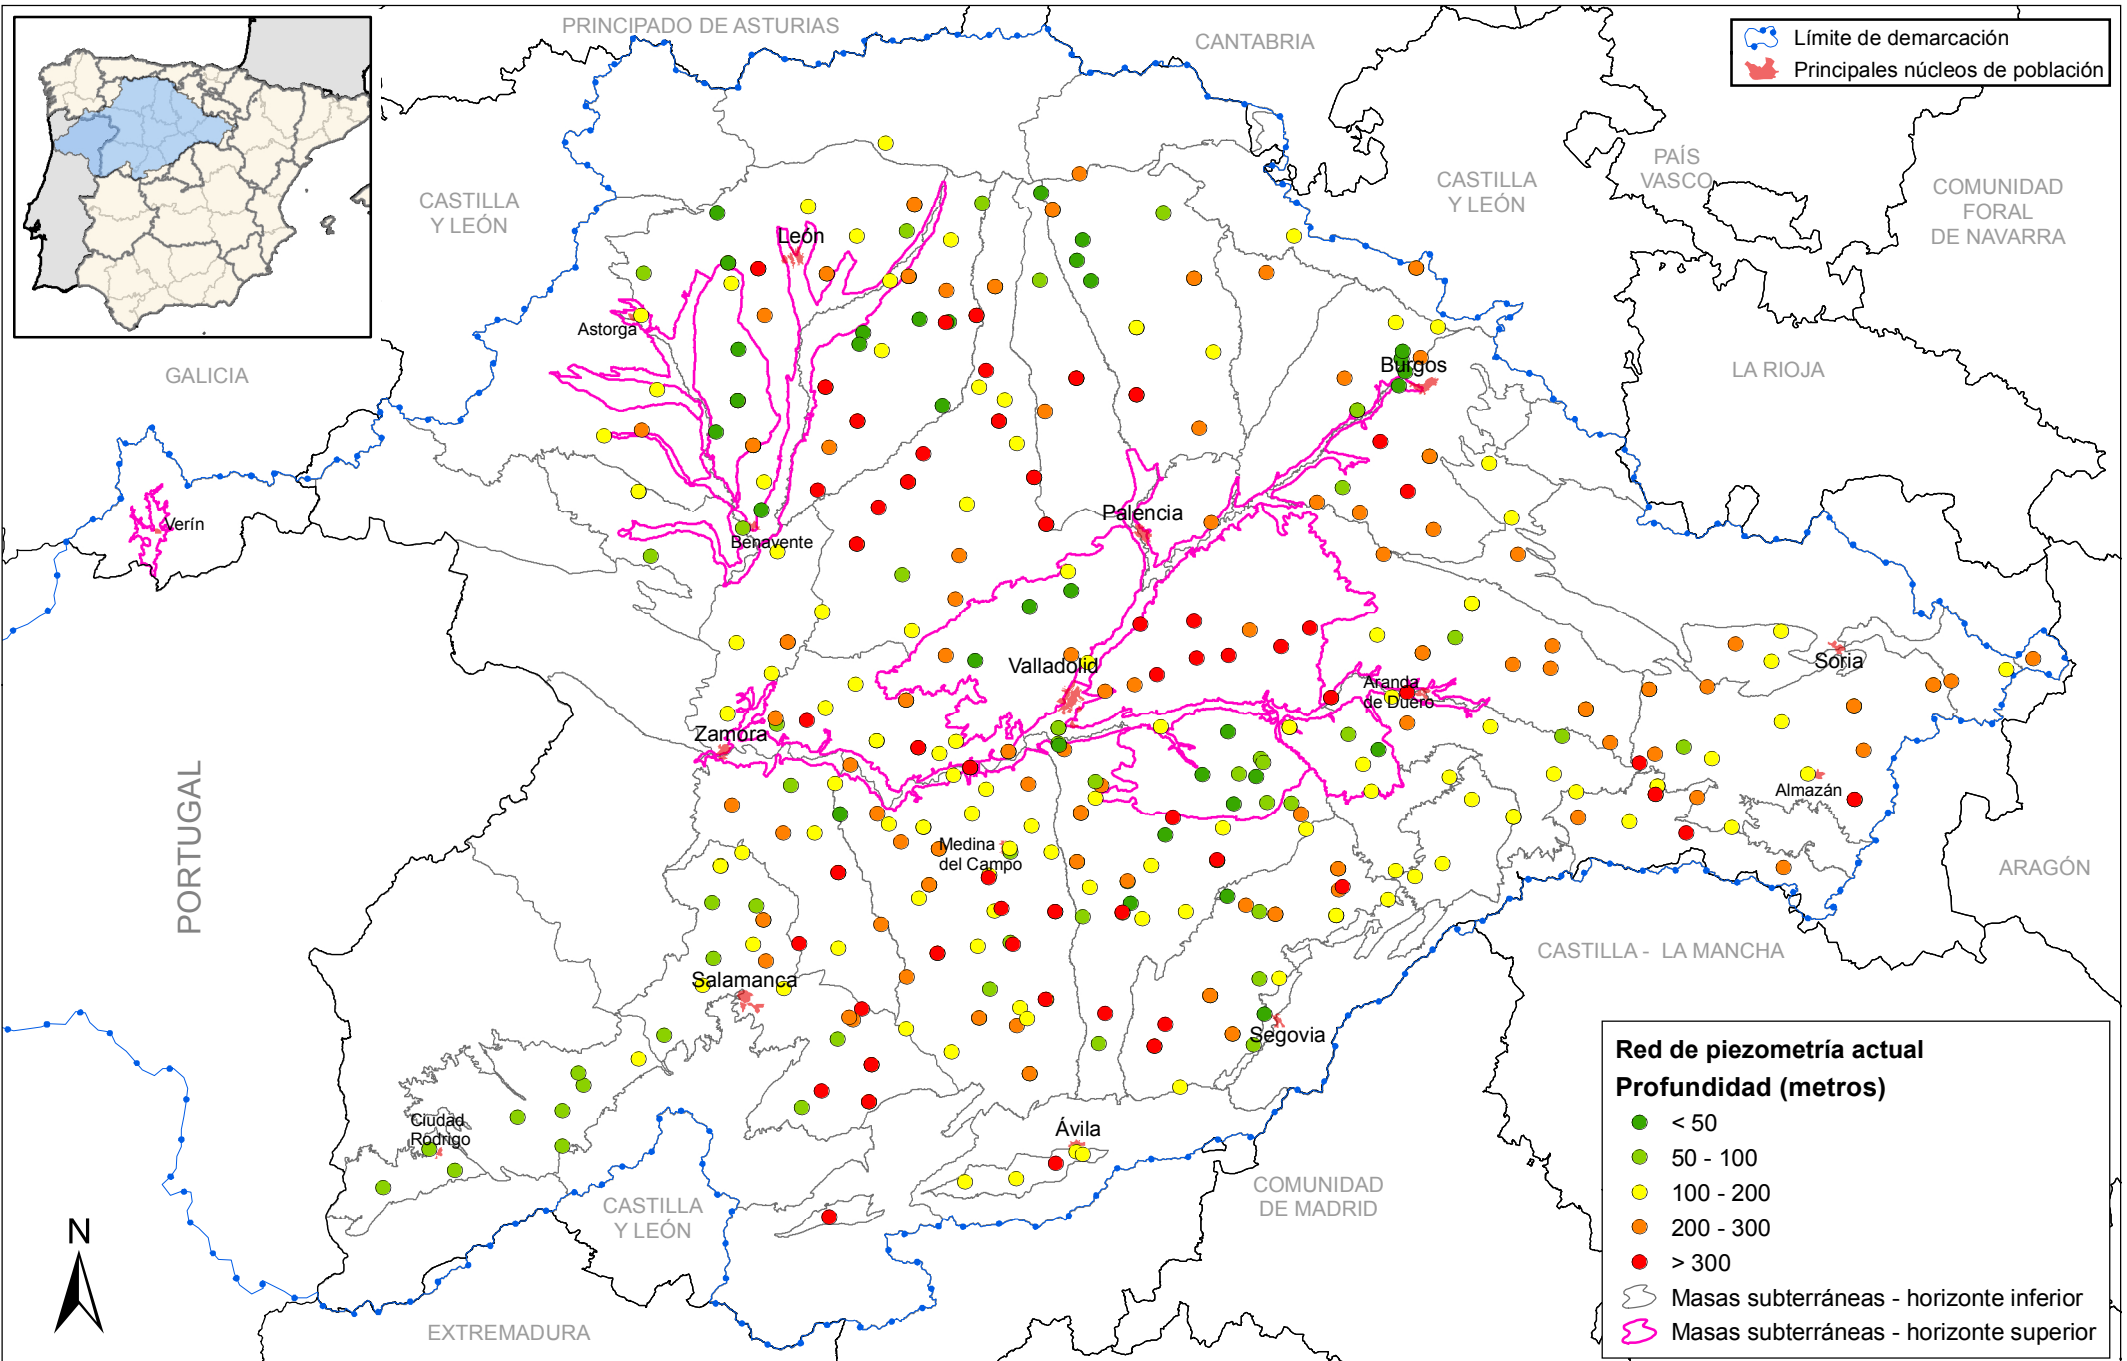 PRINCIPADO DE ASTURIAS
CANTABRIA
Límite de demarcación
Principales núcleos de población
PAÍS
VASCO
CASTILLA
Y LEÓN
CASTILLA
Y LEÓN
COMUNIDAD
FORAL
DE NAVARRA
León
Astorga
GALICIA
Burgos
LA RIOJA
Verín
Palencia
Benavente
Valladolid
Soria
Aranda
de Duero
Zamora
Almazán
PORTUGAL
Medina
del Campo
ARAGÓN
CASTILLA - LA MANCHA
Salamanca
Segovia
Ciudad
Rodrigo
Ávila
CASTILLA
Y LEÓN
COMUNIDAD
DE MADRID
N
EXTREMADURA
Red de piezometría actual
Profundidad (metros)
< 50
50 - 100
100 - 200
200 - 300
> 300
Masas subterráneas - horizonte inferior
Masas subterráneas - horizonte superior